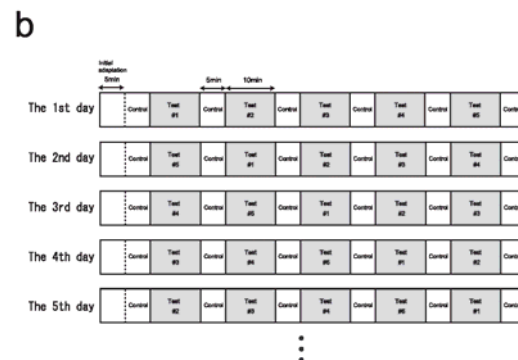 b
Initial
adaptation
5min
5min
10min
The 1st day
Control
Test
#1
Control
Test
#2
Control
Test
#3
Control
Test
#4
Control
Test
#5
Control
The 2nd day
Control
Test
#5
Control
Test
#1
Control
Test
#2
Control
Test
#3
Control
Test
#4
Control
The 3rd day
Control
Test
#4
Control
Test
#5
Control
Test
#1
Control
Test
#2
Control
Test
#3
Control
The 4th day
Control
Test
#3
Control
Test
#4
Control
Test
#5
Control
Test
#1
Control
Test
#2
Control
The 5th day
Control
Test
#2
Control
Test
#3
Control
Test
#4
Control
Test
#5
Control
Test
#1
Control